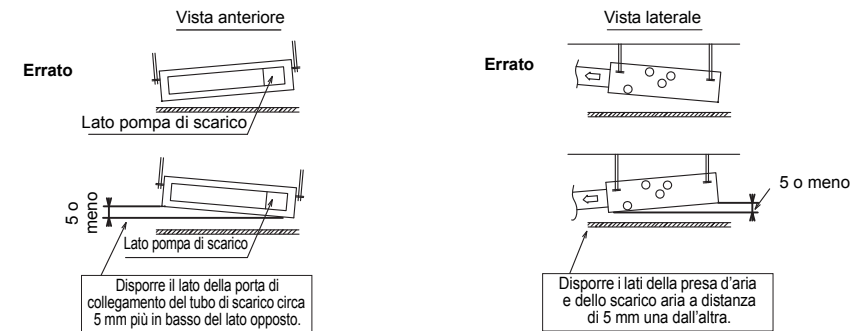 Vista anteriore
Errato
Lato pompa di scarico
5 o
meno
Lato pompa di scarico
Disporre il lato della porta di
collegamento del tubo di scarico circa
5 mm più in basso del lato opposto.
Vista laterale
Errato
5 o meno
Disporre i lati della presa d'aria
e dello scarico aria a distanza
di 5 mm una dall'altra.